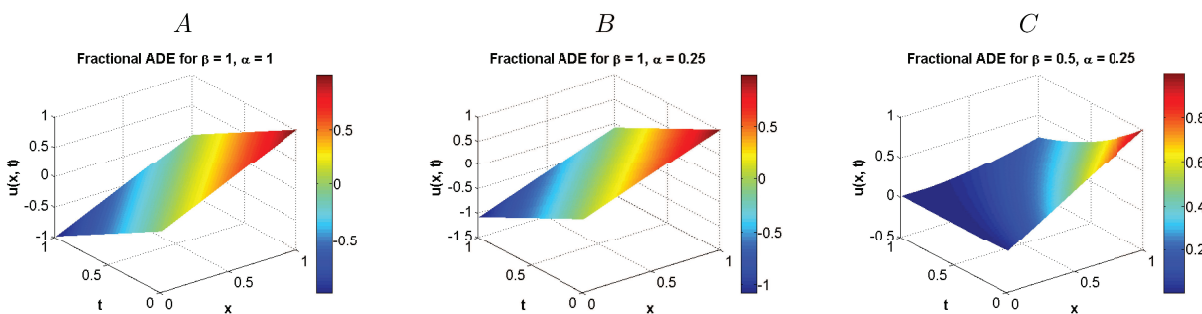 A
Fractional ADE for β = 1, α = 1
1
0.5
0
-0.5
-1
u(x, t)
1
0.5
0
t
0
0.5
1
x
0.5
0
-0.5
B
Fractional ADE for β = 1, α = 0.25
1
0.5
0
-0.5
-1
-1.5
u(x, t)
1
0.5
0
t
0
0.5
1
x
0.5
0
-0.5
-1
C
Fractional ADE for β = 0.5, α = 0.25
1
0.5
0
-0.5
u(x, t)
1
0.5
0
t
0
0.5
1
x
0.8
0.6
0.4
0.2